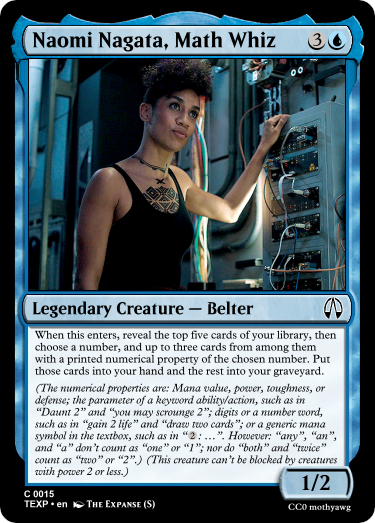 Naomi Nagata, Math Whiz 3
Legendary Creature — Belter
When this enters, reveal the top five cards of your library, then
choose a number, and up to three cards from among them
with a printed numerical property of the chosen number. Put
those cards into your hand and the rest into your graveyard.
(The numerical properties are: Mana value, power, toughness, or
defense; the parameter of a keyword ability/action, such as in
“Daunt 2” and “you may scrounge 2”; digits or a number word,
such as in “gain 2 life” and “draw two cards”; or a generic mana
symbol in the textbox, such as in “2: …”. However: “any”, “an”,
and “a” don’t count as “one” or “1”; nor do “both” and “twice”
count as “two” or “2”.) (This creature can’t be blocked by creatures
with power 2 or less.)
1/2
C 0015
TEXP • en The Expanse (S)
CC0 mothyawg